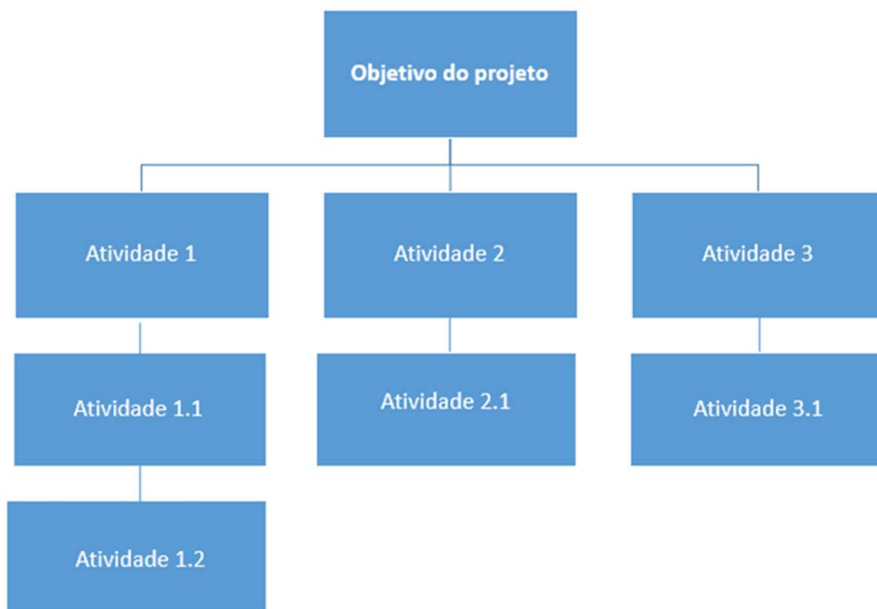 Objetivo do projeto
Atividade 1
Atividade 2
Atividade 3
Atividade 1.1
Atividade 2.1
Atividade 3.1
Atividade 1.2